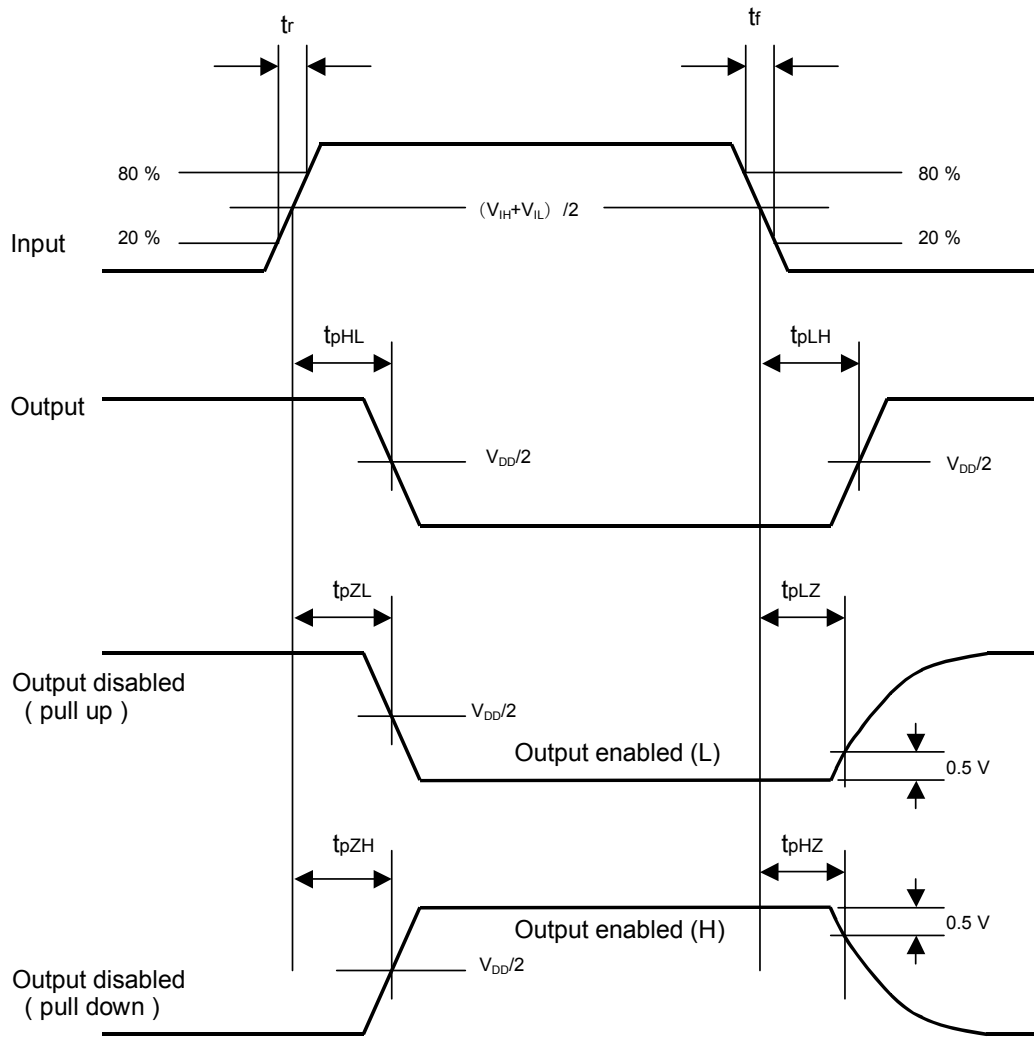 tr
tf
80 %
80 %
（VIH+VIL）/2
Input
20 %
20 %
tpHL
tpLH
Output
VDD/2
VDD/2
tpZL
tpLZ
Output disabled
( pull up )
VDD/2
Output enabled (L)
0.5 V
tpZH
tpHZ
Output enabled (H)
0.5 V
Output disabled
( pull down )
VDD/2